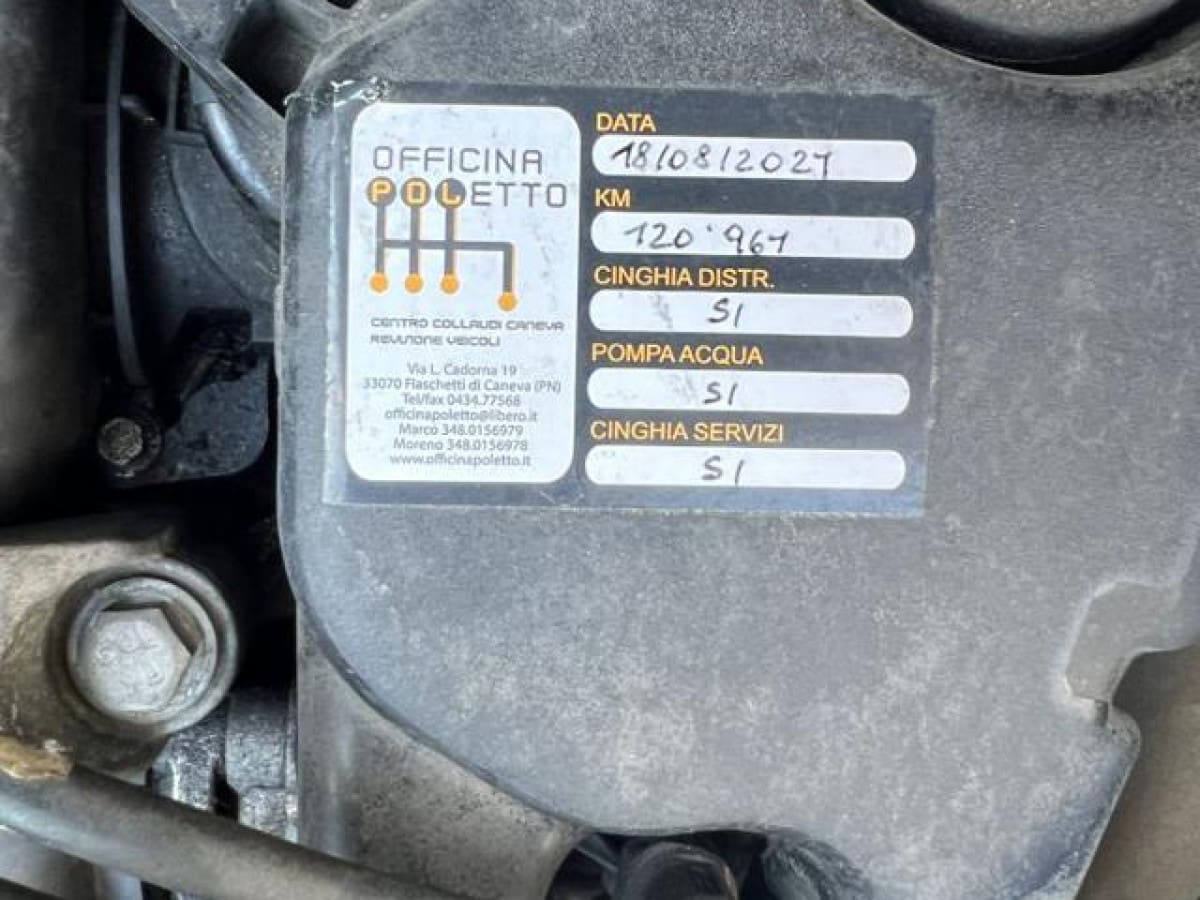 OFFICINA
POLETTO
CENTRO COLLAUDI CANEVA
REVISIONE VEICOLI
Via L. Cadorna 19
33070 Fiaschetti di Caneva (PN)
Tel/fax 0434.77568
officinapoletto@libero.it
Marco 348.0156979
Moreno 348.0156978
www.officinapoletto.it
DATA
18/08/2021
KM
120'961
CINGHIA DISTR.
SI
POMPA ACQUA
SI
CINGHIA SERVIZI
SI